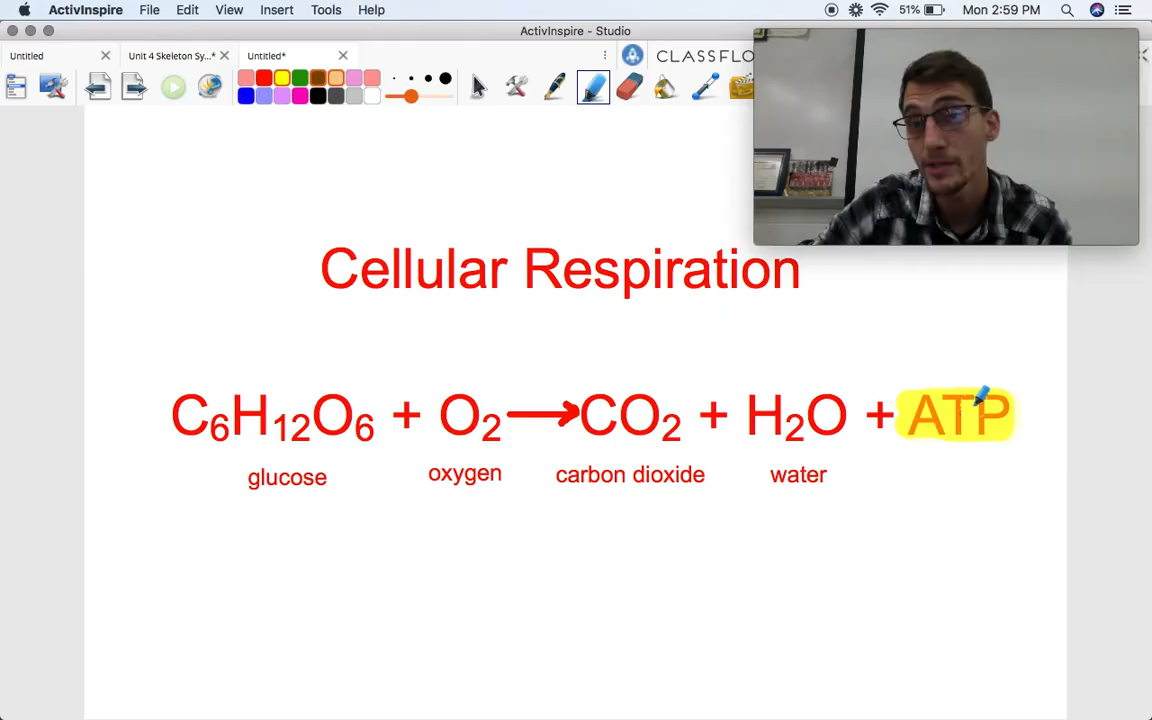 ActivInspire File Edit View Insert Tools Help 51% Mon 2:59 PM
ActivInspire - Studio
Untitled Unit 4 Skeleton Sy...* Untitled*
CLASSFLO
Cellular Respiration
C₆H₁₂O₆ + O₂ → CO₂ + H₂O + ATP
glucose oxygen carbon dioxide water